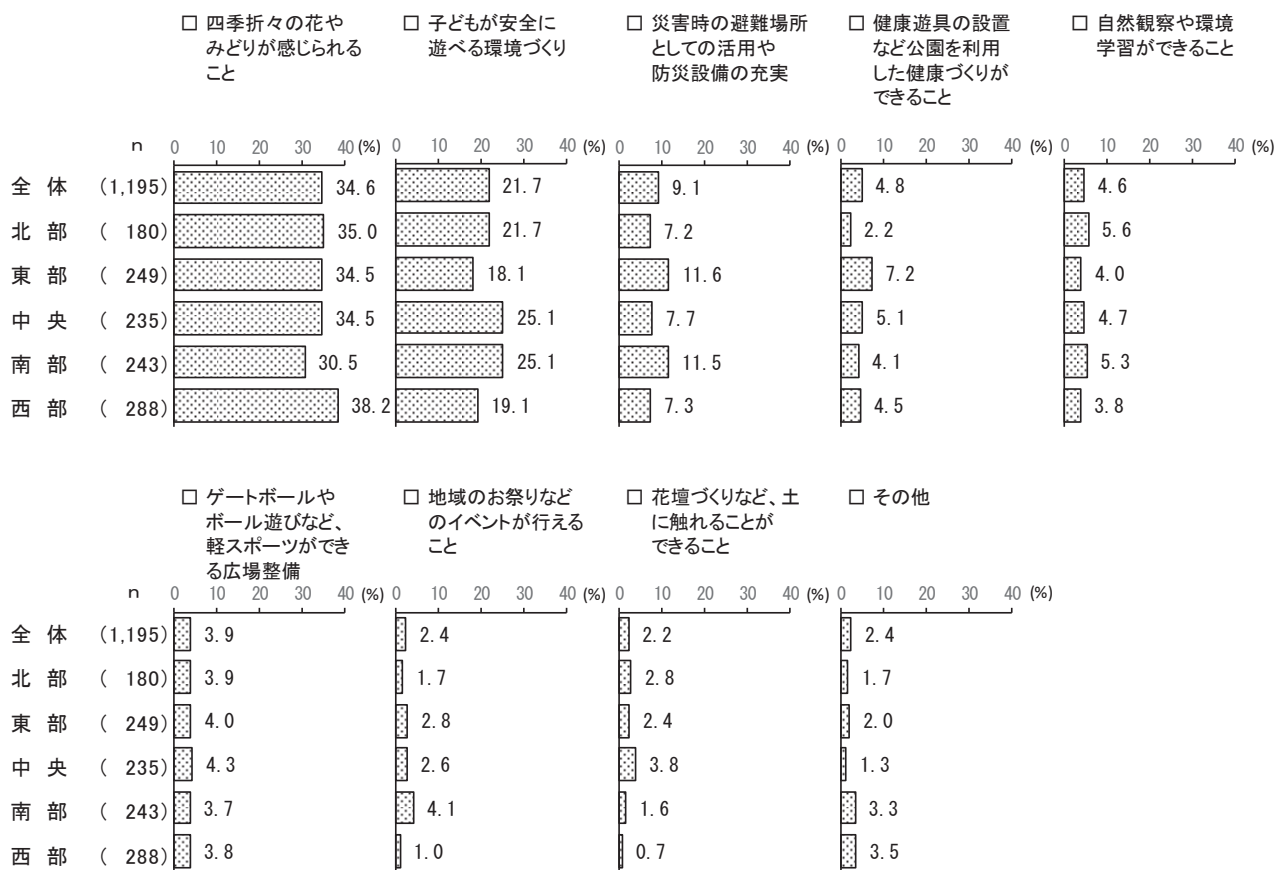 □ 四季折々の花や
みどりが感じられる
こと
□ 子どもが安全に
遊べる環境づくり
□ 災害時の避難場所
としての活用や
防災設備の充実
□ 健康遊具の設置
など公園を利用
した健康づくりが
できること
□ 自然観察や環境
学習ができること
n 0 10 20 30 40 (%) 0 10 20 30 40 (%) 0 10 20 30 40 (%) 0 10 20 30 40 (%) 0 10 20 30 40 (%)
全 体 (1,195) 34.6 21.7 9.1 4.8 4.6
北 部 ( 180) 35.0 21.7 7.2 2.2 5.6
東 部 ( 249) 34.5 18.1 11.6 7.2 4.0
中 央 ( 235) 34.5 25.1 7.7 5.1 4.7
南 部 ( 243) 30.5 25.1 11.5 4.1 5.3
西 部 ( 288) 38.2 19.1 7.3 4.5 3.8
□ ゲートボールや
ボール遊びなど、
軽スポーツができ
る広場整備
□ 地域のお祭りなど
のイベントが行える
こと
□ 花壇づくりなど、土
に触れることが
できること
□ その他
n 0 10 20 30 40 (%) 0 10 20 30 40 (%) 0 10 20 30 40 (%) 0 10 20 30 40 (%)
全 体 (1,195) 3.9 2.4 2.2 2.4
北 部 ( 180) 3.9 1.7 2.8 1.7
東 部 ( 249) 4.0 2.8 2.4 2.0
中 央 ( 235) 4.3 2.6 3.8 1.3
南 部 ( 243) 3.7 4.1 1.6 3.3
西 部 ( 288) 3.8 1.0 0.7 3.5